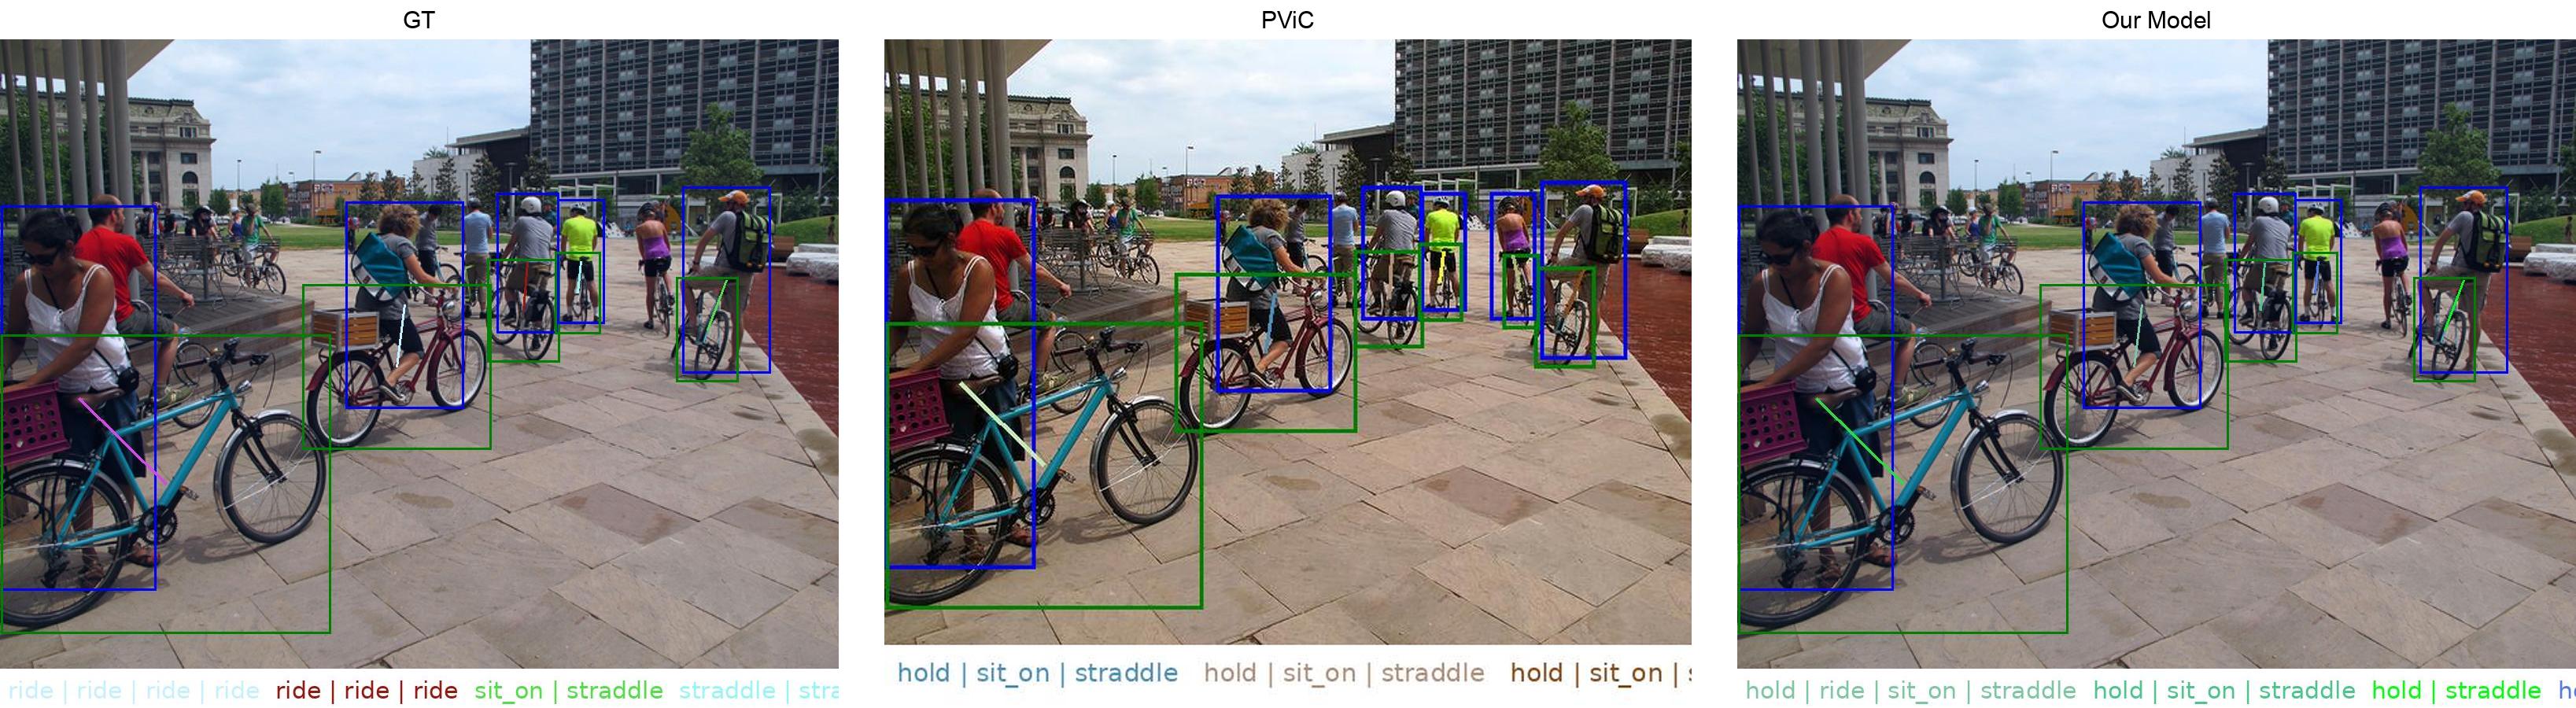 GT PViC Our Model
ride | ride | ride | ride ride | ride | ride sit_on | straddle straddle | stra
hold | sit_on | straddle hold | sit_on | straddle hold | sit_on |
hold | ride | sit_on | straddle hold | sit_on | straddle hold | straddle